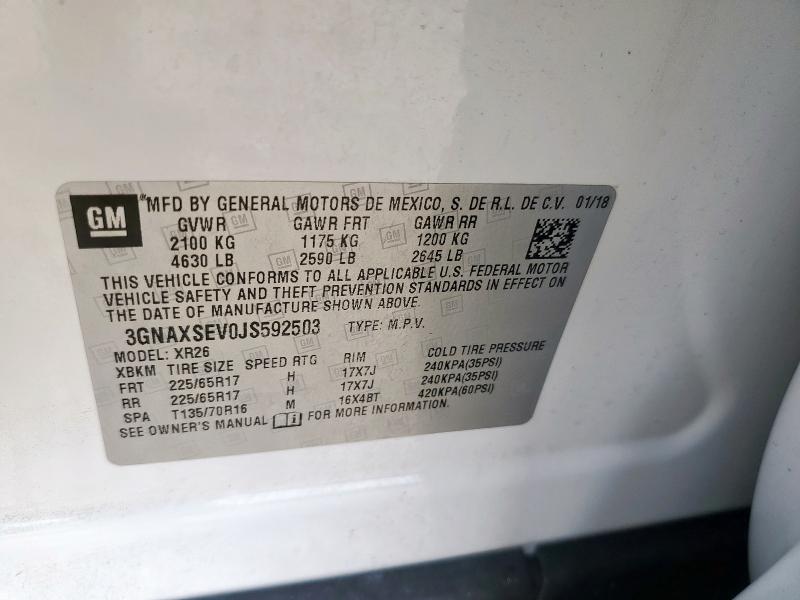 GM
MFD BY GENERAL MOTORS DE MEXICO, S. DE R.L. DE C.V. 01/18
GVWR GAWR FRT GAWR RR
2100 KG 1175 KG 1200 KG
4630 LB 2590 LB 2645 LB
THIS VEHICLE CONFORMS TO ALL APPLICABLE U.S. FEDERAL MOTOR
VEHICLE SAFETY AND THEFT PREVENTION STANDARDS IN EFFECT ON
THE DATE OF MANUFACTURE SHOWN ABOVE.
3GNAXSEV0JS592503 TYPE: M.P.V.
MODEL: XR26
XBKM TIRE SIZE SPEED RTG RIM COLD TIRE PRESSURE
FRT 225/65R17 H 17X7J 240KPA(35PSI)
RR 225/65R17 H 17X7J 240KPA(35PSI)
SPA T135/70R16 M 16X4BT 420KPA(60PSI)
SEE OWNER'S MANUAL FOR MORE INFORMATION.